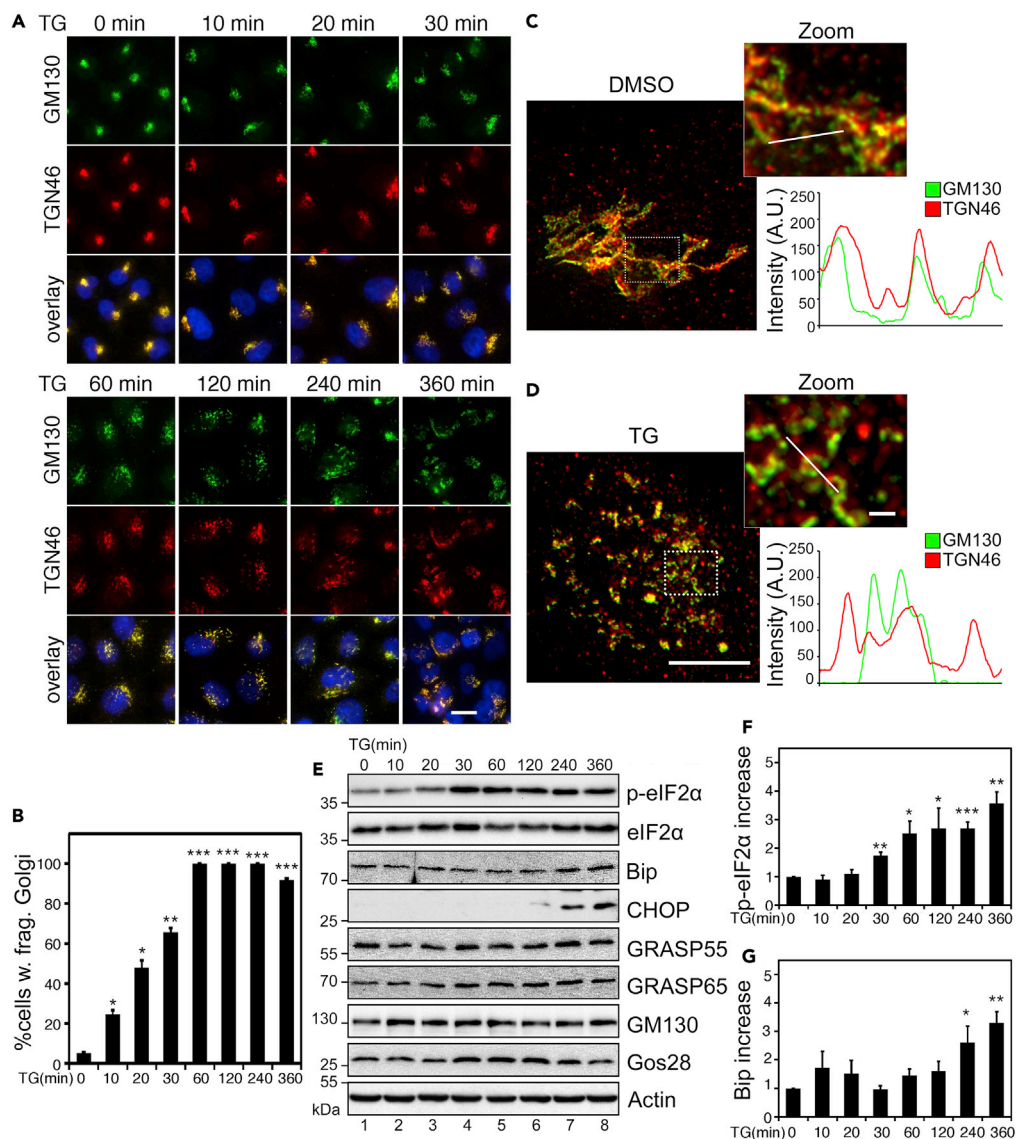 A
TG 0 min 10 min 20 min 30 min
GM130
TGN46
overlay
TG 60 min 120 min 240 min 360 min
GM130
TGN46
overlay
B
%cells w. frag. Golgi
100
80
60
40
20
0
* * ** *** *** *** ***
TG(min) 0 10 20 30 60 120 240 360
C
DMSO
Zoom
GM130
TGN46
Intensity (A.U.)
250
200
150
100
50
0
D
TG
Zoom
GM130
TGN46
Intensity (A.U.)
250
200
150
100
50
0
E
TG(min)
0 10 20 30 60 120 240 360
35 p-eIF2α
35 eIF2α
70 Bip
25 CHOP
55 GRASP55
70 GRASP65
130 GM130
25 Gos28
55 Actin
kDa
1 2 3 4 5 6 7 8
F
p-eIF2α increase
5
4
3
2
1
0
** * * *** **
TG(min) 0 10 20 30 60 120 240 360
G
Bip increase
5
4
3
2
1
0
* **
TG(min) 0 10 20 30 60 120 240 360